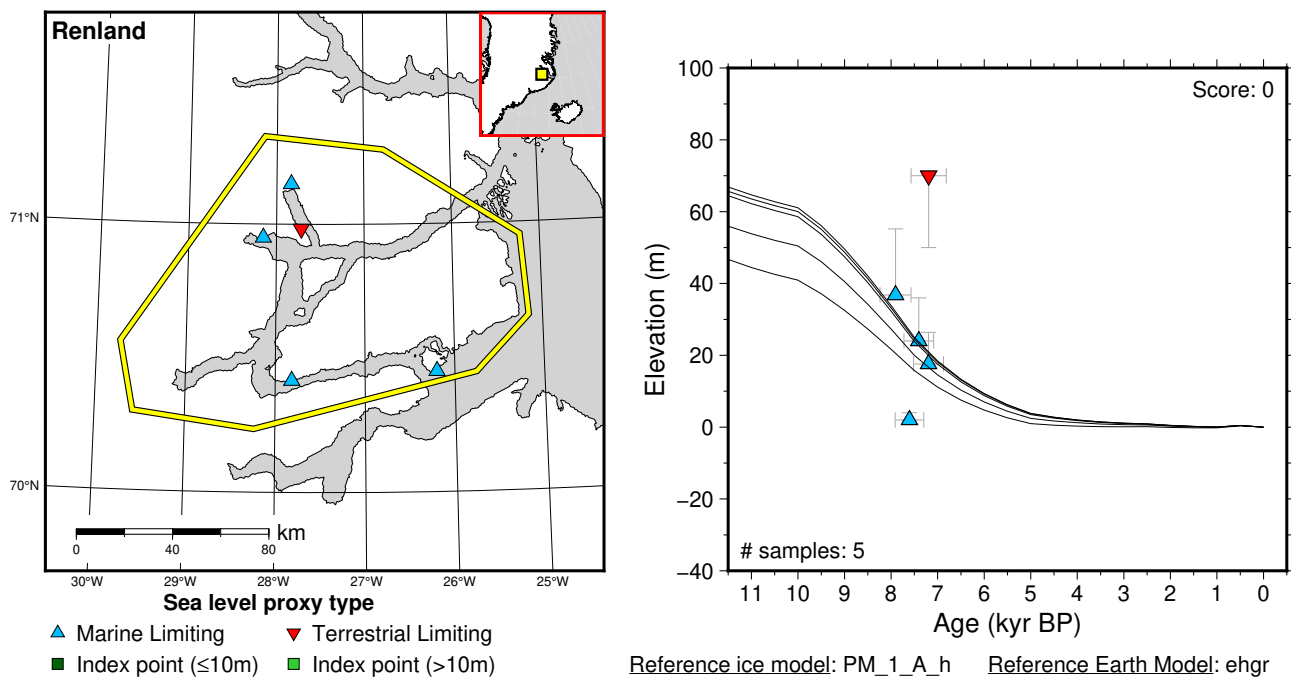 Renland
71°N
70°N
km
0 40 80
30°W 29°W 28°W 27°W 26°W 25°W
Sea level proxy type
Marine Limiting Terrestrial Limiting
Index point (≤10m) Index point (>10m)
Score: 0
100
80
60
40
20
0
−20
−40
Elevation (m)
# samples: 5
11 10 9 8 7 6 5 4 3 2 1 0
Age (kyr BP)
Reference ice model: PM_1_A_h Reference Earth Model: ehgr